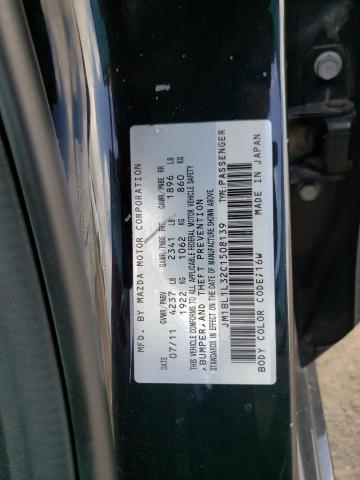 MFD. BY MAZDA MOTOR CORPORATION
GVWR/PNBV GAWR/PNBE FRT GAWR/PNBE RR
07/11 4237 LB 2341 LB 1896 LB
1922 KG 1062 KG 860 KG
THIS VEHICLE CONFORMS TO ALL APPLICABLE FEDERAL MOTOR VEHICLE SAFETY
, BUMPER, AND THEFT PREVENTION
STANDARDS IN EFFECT ON THE DATE OF MANUFACTURE SHOWN ABOVE.
JM1BL1L32C1508139 TYPE: PASSENGER
BODY COLOR CODE/16W MADE IN JAPAN